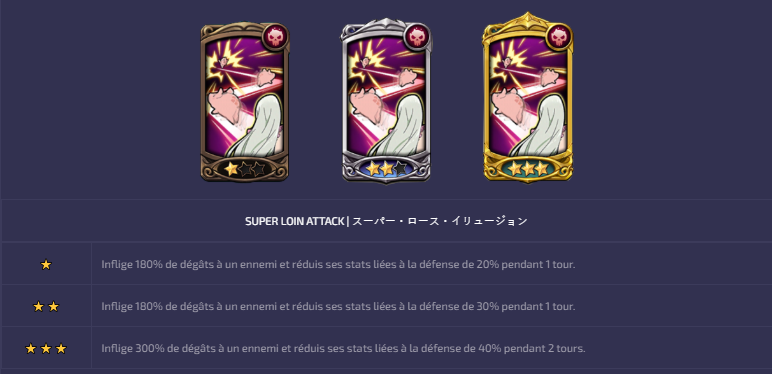 SUPER LOIN ATTACK | スーパー・ロース・イリュージョン
Inflige 180% de dégâts à un ennemi et réduis ses stats liées à la défense de 20% pendant 1 tour.
Inflige 180% de dégâts à un ennemi et réduis ses stats liées à la défense de 30% pendant 1 tour.
Inflige 300% de dégâts à un ennemi et réduis ses stats liées à la défense de 40% pendant 2 tours.